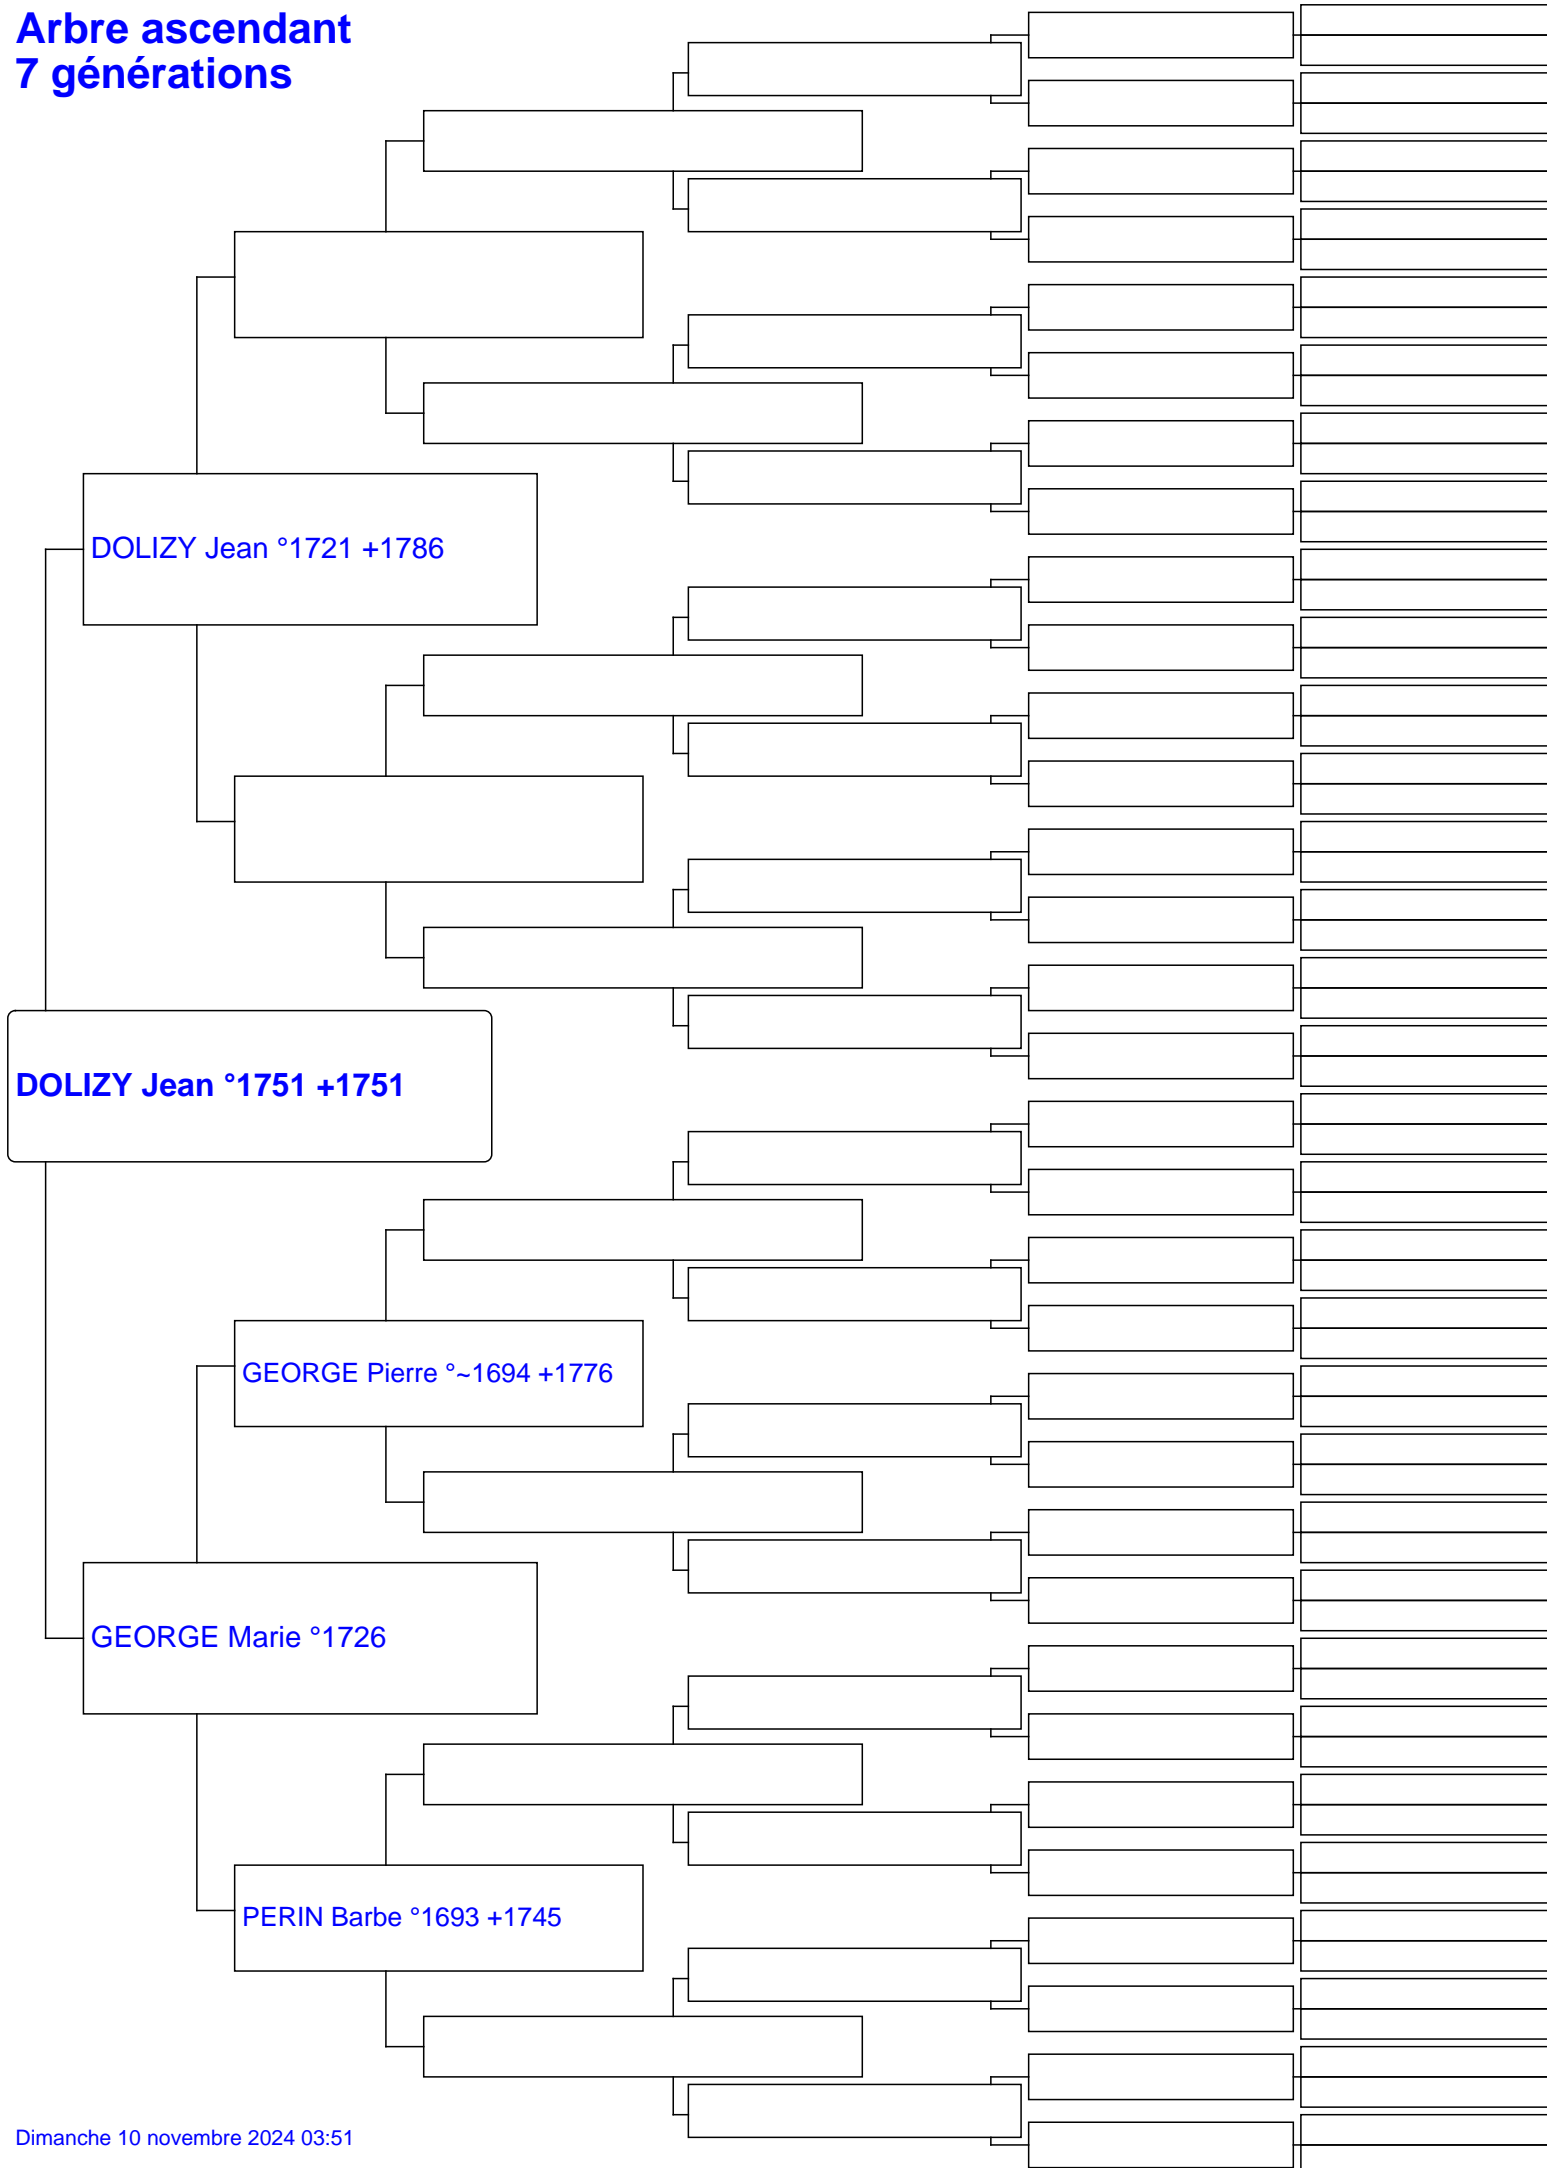 Arbre ascendant
7 générations
DOLIZY Jean °1721 +1786
DOLIZY Jean °1751 +1751
GEORGE Pierre °~1694 +1776
GEORGE Marie °1726
PERIN Barbe °1693 +1745
Dimanche 10 novembre 2024 03:51